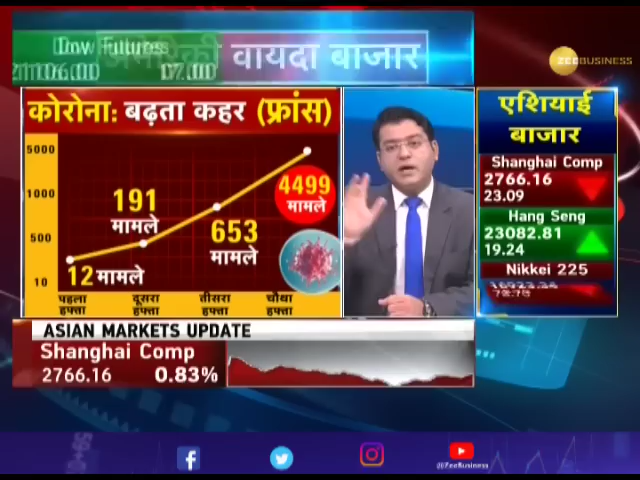 Dow Futures
वायदा बाजार
ZEEBUSINESS
कोरोना: बढ़ता कहर (फ्रांस)
5000
1000
500
10
12 मामले
191
मामले
653
मामले
4499
मामले
पहला
हफ्ता
दूसरा
हफ्ता
तीसरा
हफ्ता
चौथा
हफ्ता
एशियाई
बाजार
Shanghai Comp
2766.16
23.09
Hang Seng
23082.81
19.24
Nikkei 225
ASIAN MARKETS UPDATE
Shanghai Comp
2766.16 0.83%
@ZeeBusiness